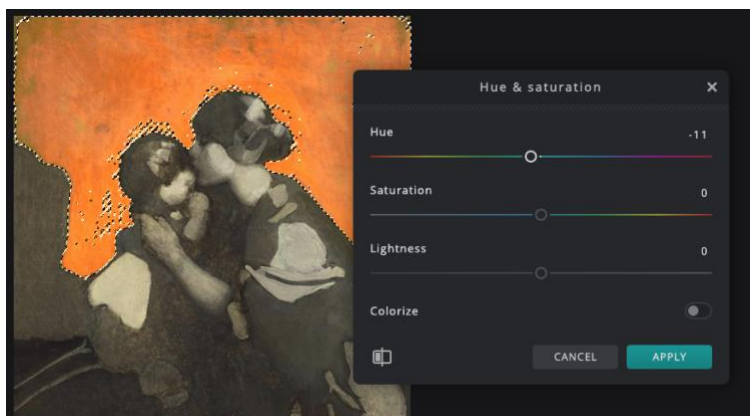 Hue & saturation
Hue -11
Saturation 0
Lightness 0
Colorize
CANCEL APPLY